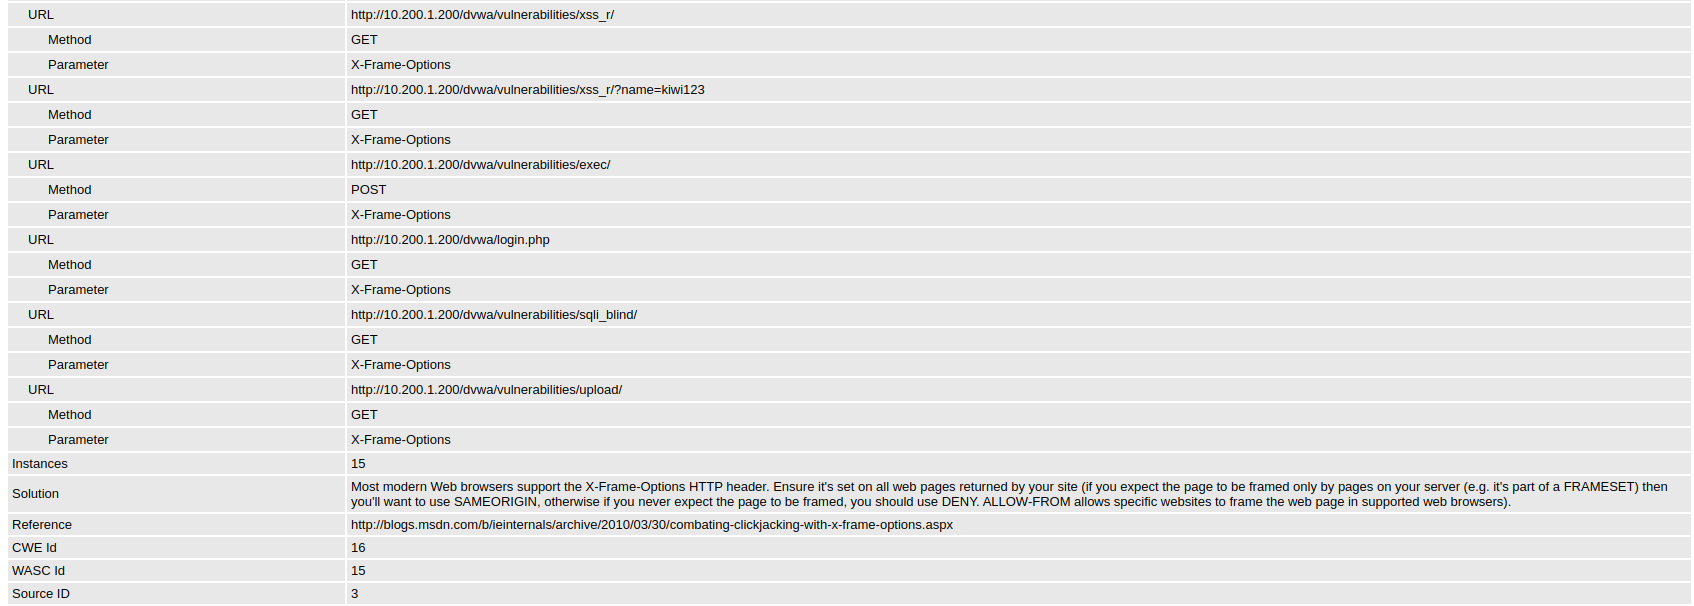 URL http://10.200.1.200/dvwa/vulnerabilities/xss_r/
Method GET
Parameter X-Frame-Options
URL http://10.200.1.200/dvwa/vulnerabilities/xss_r/?name=kiwi123
Method GET
Parameter X-Frame-Options
URL http://10.200.1.200/dvwa/vulnerabilities/exec/
Method POST
Parameter X-Frame-Options
URL http://10.200.1.200/dvwa/login.php
Method GET
Parameter X-Frame-Options
URL http://10.200.1.200/dvwa/vulnerabilities/sqli_blind/
Method GET
Parameter X-Frame-Options
URL http://10.200.1.200/dvwa/vulnerabilities/upload/
Method GET
Parameter X-Frame-Options
Instances 15
Solution Most modern Web browsers support the X-Frame-Options HTTP header. Ensure it's set on all web pages returned by your site (if you expect the page to be framed only by pages on your server (e.g. it's part of a FRAMESET) then
you'll want to use SAMEORIGIN, otherwise if you never expect the page to be framed, you should use DENY. ALLOW-FROM allows specific websites to frame the web page in supported web browsers).
Reference http://blogs.msdn.com/b/ieinternals/archive/2010/03/30/combating-clickjacking-with-x-frame-options.aspx
CWE Id 16
WASC Id 15
Source ID 3